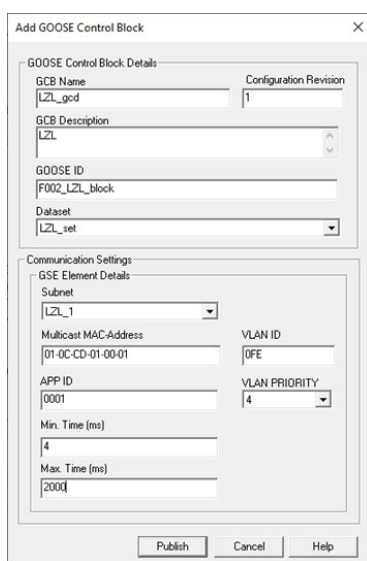 Add GOOSE Control Block
GOOSE Control Block Details
GCB Name
Configuration Revision
LZL_gcd
1
GCB Description
LZL
GOOSE ID
F002_LZL_block
Dataset
LZL_set
Communication Settings
GSE Element Details
Subnet
LZL_1
Multicast MAC-Address
VLAN ID
01-0C-CD-01-00-01
0FE
APP ID
VLAN PRIORITY
0001
4
Min. Time (ms)
4
Max. Time (ms)
2000
Publish
Cancel
Help